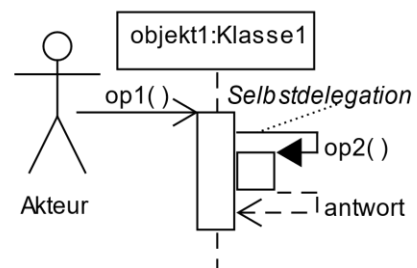 objekt1:Klasse1
op1( )
Selbstdelegation
op2( )
Akteur
antwort